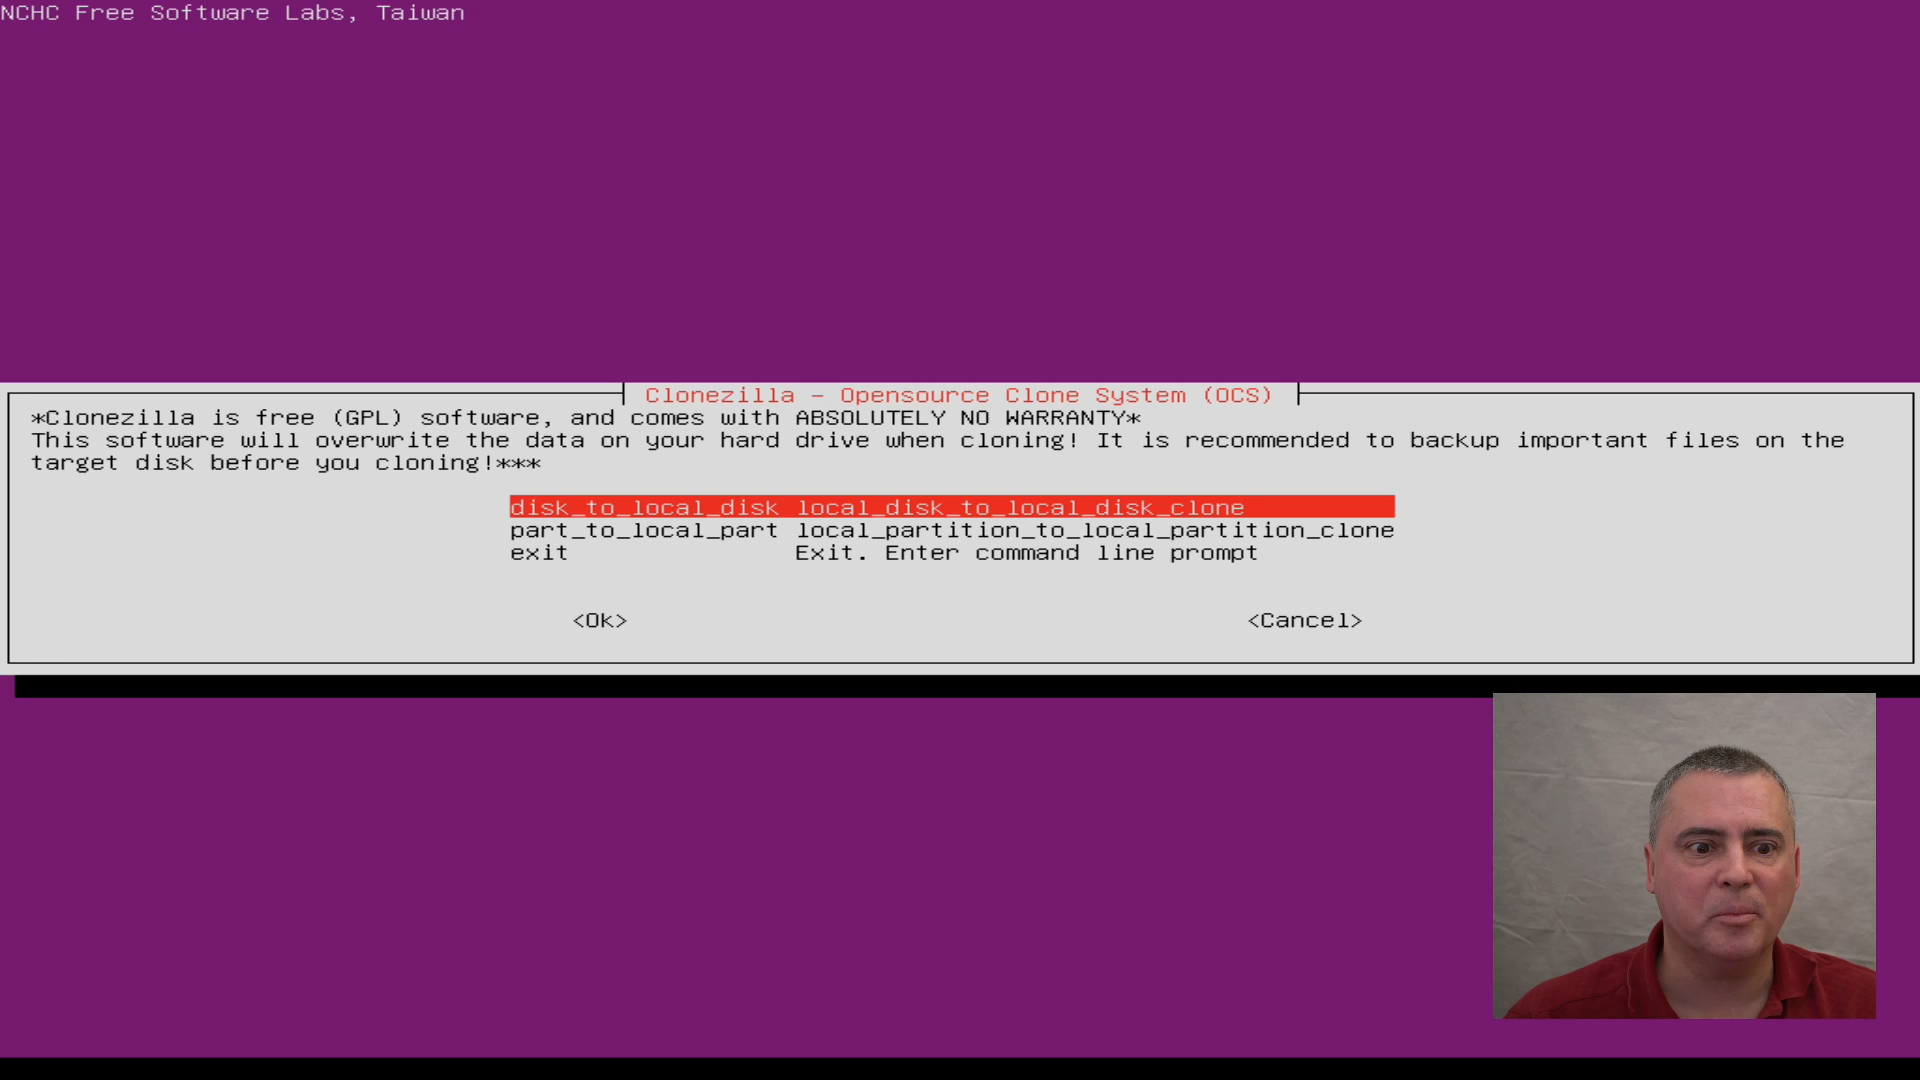 NCHC Free Software Labs, Taiwan
Clonezilla - Opensource Clone System (OCS)
*Clonezilla is free (GPL) software, and comes with ABSOLUTELY NO WARRANTY*
This software will overwrite the data on your hard drive when cloning! It is recommended to backup important files on the
target disk before you cloning!***
disk_to_local_disk local_disk_to_local_disk_clone
part_to_local_part local_partition_to_local_partition_clone
exit Exit. Enter command line prompt
<Ok> <Cancel>